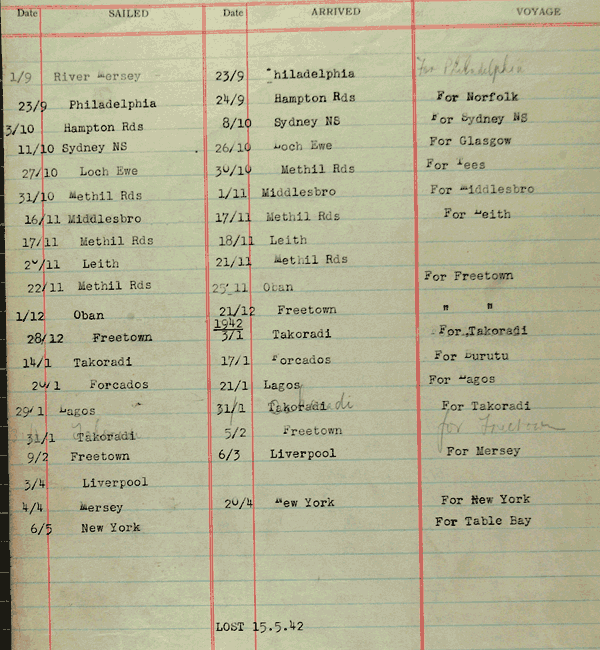 Date SAILED Date ARRIVED VOYAGE
1/9 River Mersey 23/9 Philadelphia For Philadelphia
23/9 Philadelphia 24/9 Hampton Rds For Norfolk
3/10 Hampton Rds 8/10 Sydney NS For Sydney NS
11/10 Sydney NS 26/10 Loch Ewe For Glasgow
27/10 Loch Ewe 30/10 Methil Rds For Tees
31/10 Methil Rds 1/11 Middlesbro For Middlesbro
16/11 Middlesbro 17/11 Methil Rds For Leith
17/11 Methil Rds 18/11 Leith
20/11 Leith 21/11 Methil Rds
22/11 Methil Rds 25/11 Oban For Freetown
1/12 Oban 21/12 Freetown " "
1942
28/12 Freetown 3/1 Takoradi For Takoradi
14/1 Takoradi 17/1 Forcados For Burutu
20/1 Forcados 21/1 Lagos For Lagos
29/1 Lagos 31/1 Takoradi For Takoradi
31/1 Takoradi 5/2 Freetown for Freetown
9/2 Freetown 6/3 Liverpool For Mersey
3/4 Liverpool
4/4 Mersey 20/4 New York For New York
6/5 New York For Table Bay
LOST 15.5.42